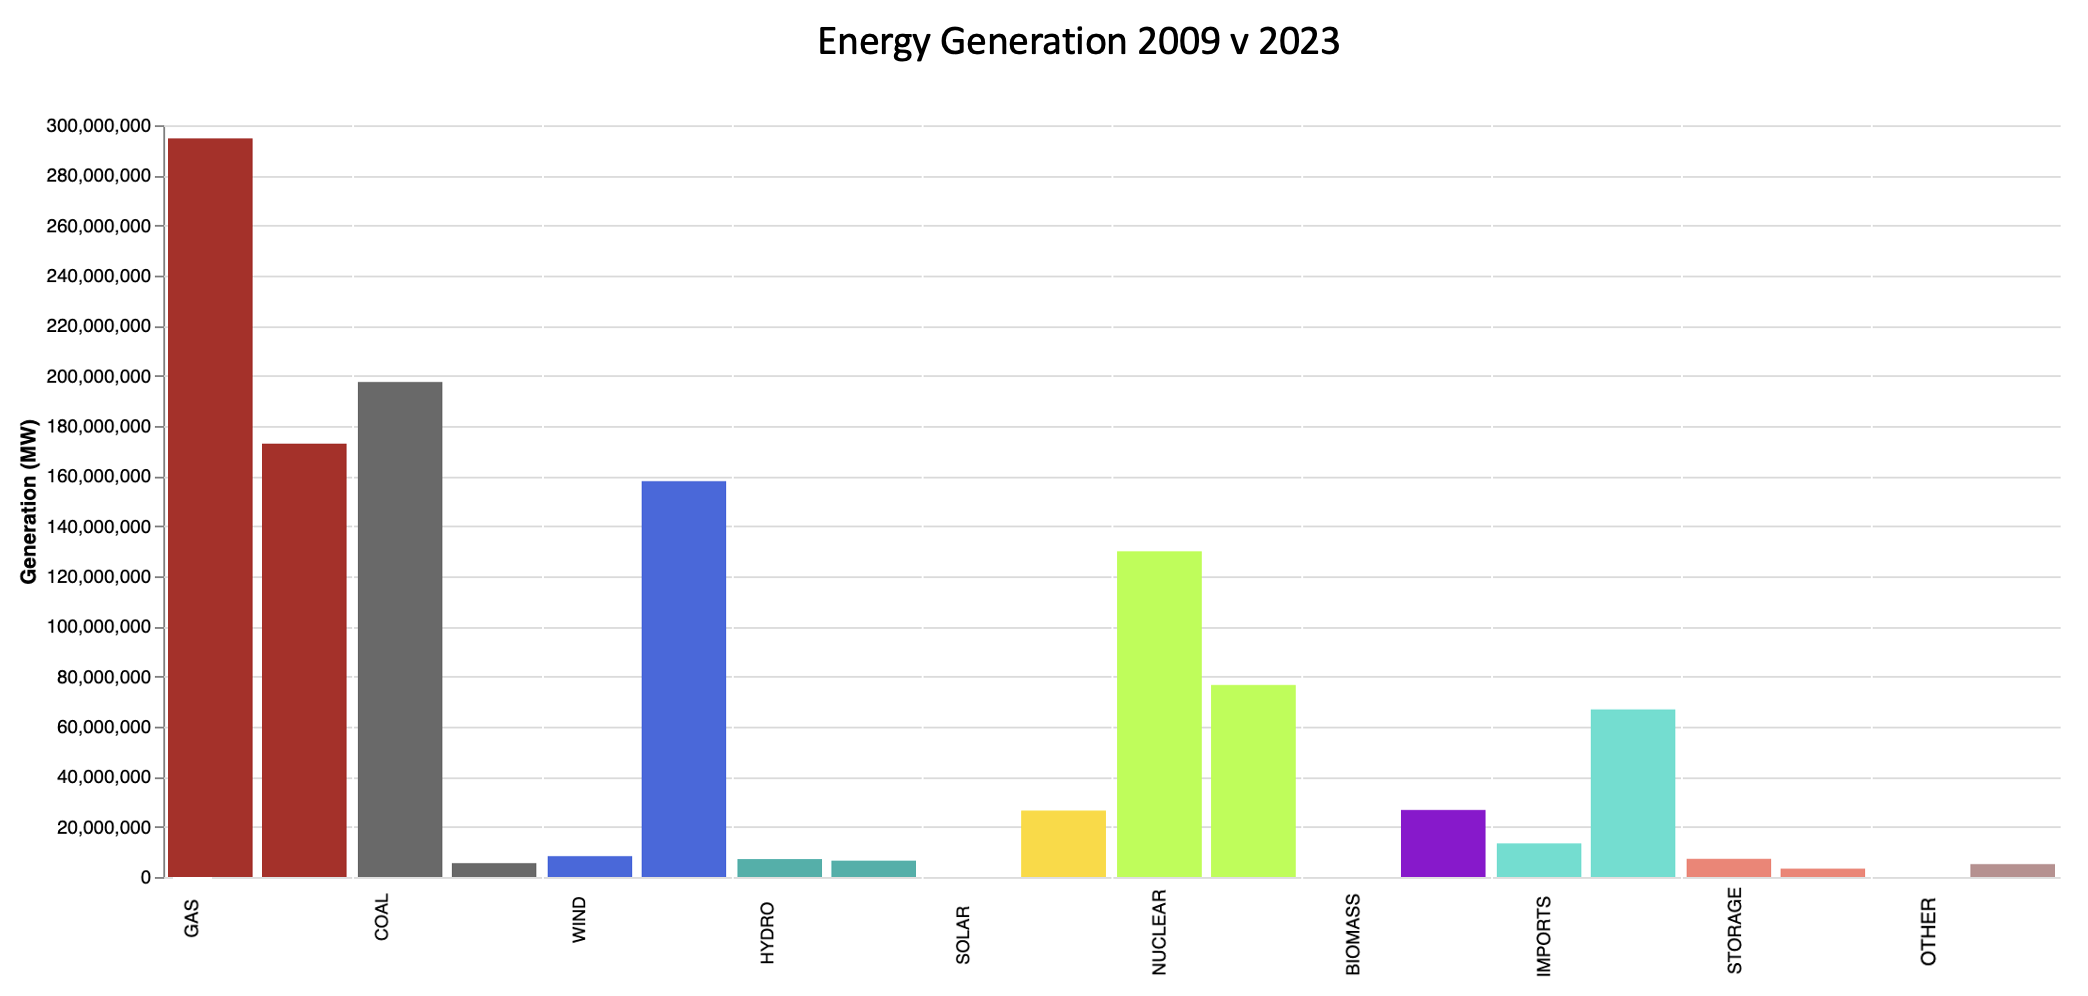 Energy Generation 2009 v 2023
Generation (MW)
300,000,000
280,000,000
260,000,000
240,000,000
220,000,000
200,000,000
180,000,000
160,000,000
140,000,000
120,000,000
100,000,000
80,000,000
60,000,000
40,000,000
20,000,000
0
GAS
COAL
WIND
HYDRO
SOLAR
NUCLEAR
BIOMASS
IMPORTS
STORAGE
OTHER